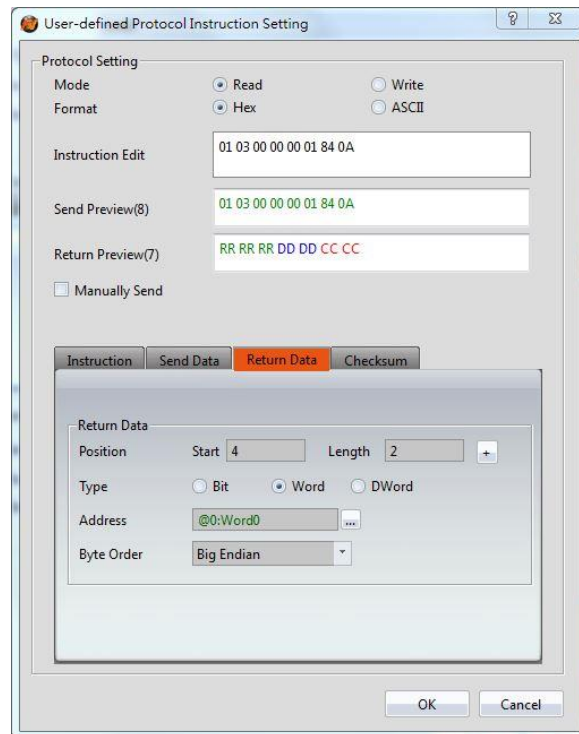 User-defined Protocol Instruction Setting
Protocol Setting
Mode Read Write
Format Hex ASCII
Instruction Edit 01 03 00 00 00 01 84 0A
Send Preview(8) 01 03 00 00 00 01 84 0A
Return Preview(7) RR RR RR DD DD CC CC
Manually Send
Instruction Send Data Return Data Checksum
Return Data
Position Start 4 Length 2 +
Type Bit Word DWord
Address @0:Word0 ...
Byte Order Big Endian
OK Cancel